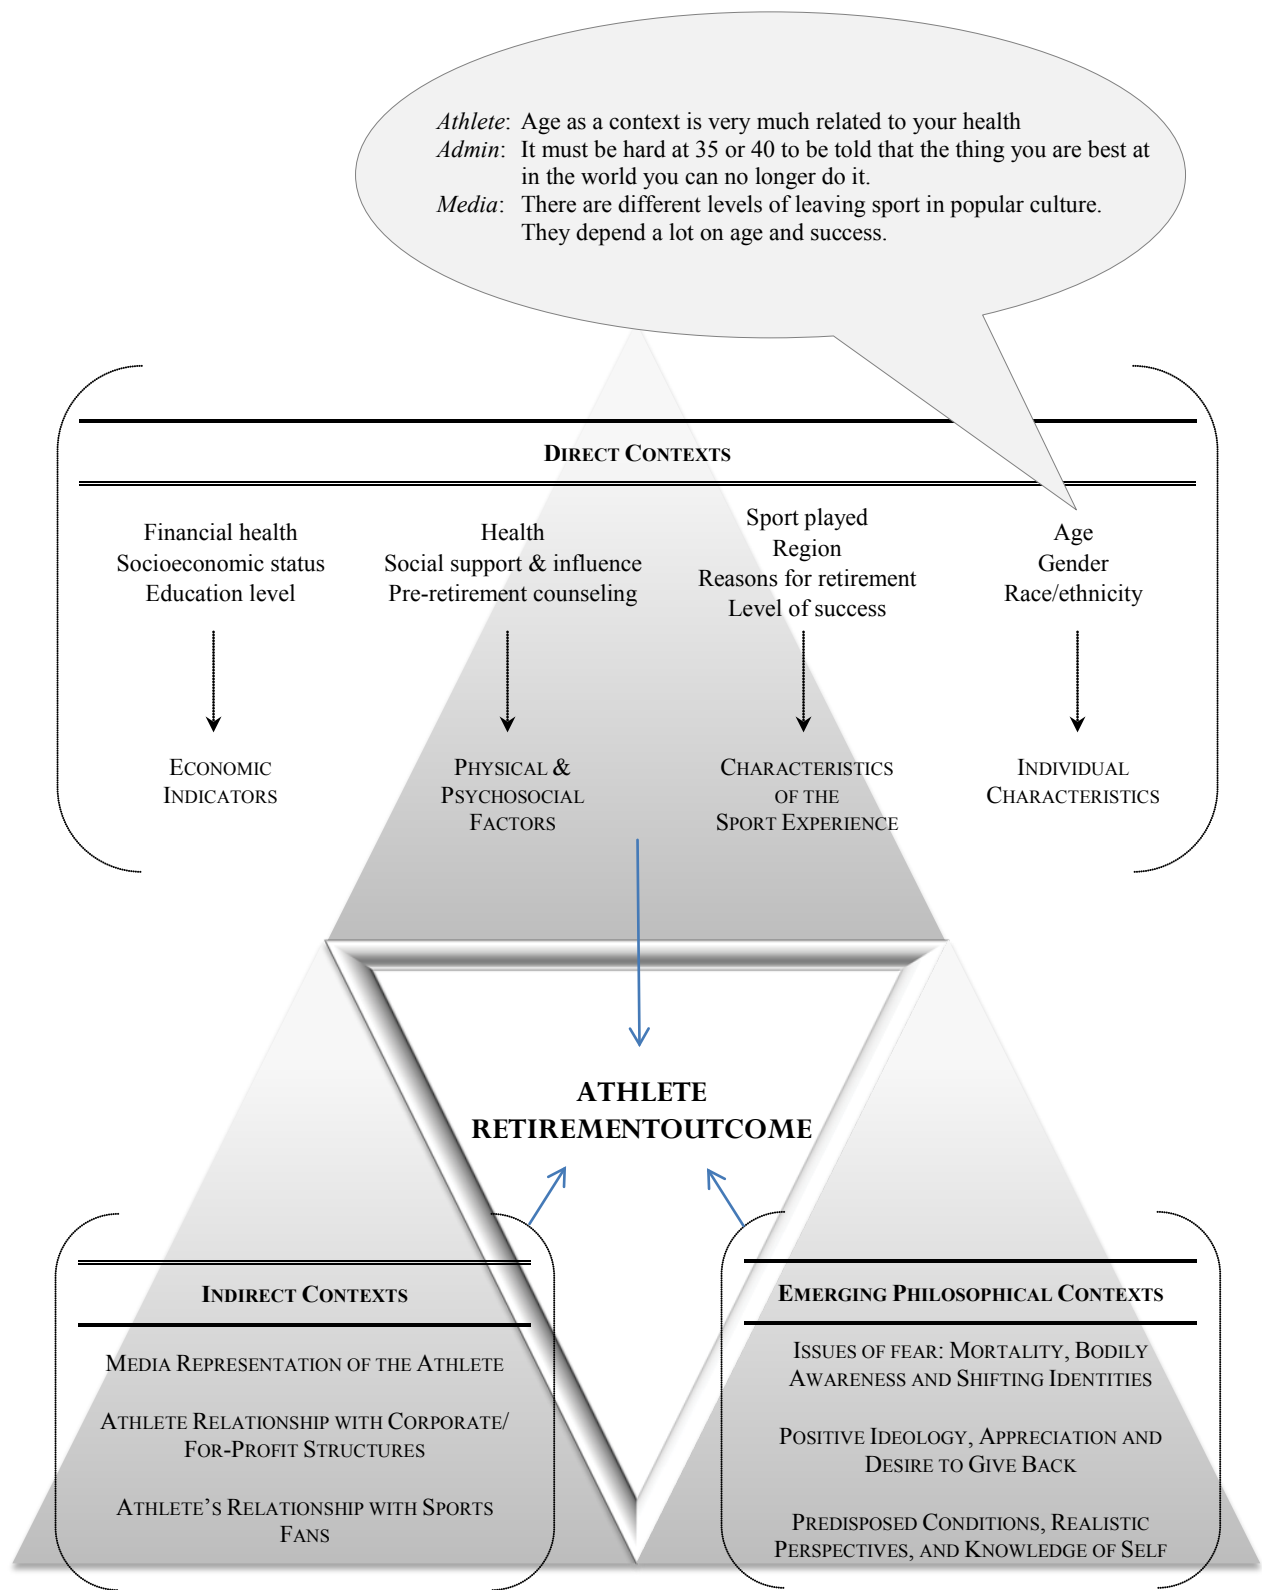 Athlete: Age as a context is very much related to your health
Admin: It must be hard at 35 or 40 to be told that the thing you are best at
in the world you can no longer do it.
Media: There are different levels of leaving sport in popular culture.
They depend a lot on age and success.
DIRECT CONTEXTS
Financial health
Socioeconomic status
Education level
ECONOMIC
INDICATORS
Health
Social support & influence
Pre-retirement counseling
PHYSICAL &
PSYCHOSOCIAL
FACTORS
Sport played
Region
Reasons for retirement
Level of success
CHARACTERISTICS
OF THE
SPORT EXPERIENCE
Age
Gender
Race/ethnicity
INDIVIDUAL
CHARACTERISTICS
ATHLETE
RETIREMENTOUTCOME
INDIRECT CONTEXTS
MEDIA REPRESENTATION OF THE ATHLETE
ATHLETE RELATIONSHIP WITH CORPORATE/
FOR-PROFIT STRUCTURES
ATHLETE'S RELATIONSHIP WITH SPORTS
FANS
EMERGING PHILOSOPHICAL CONTEXTS
ISSUES OF FEAR: MORTALITY, BODILY
AWARENESS AND SHIFTING IDENTITIES
POSITIVE IDEOLOGY, APPRECIATION AND
DESIRE TO GIVE BACK
PREDISPOSED CONDITIONS, REALISTIC
PERSPECTIVES, AND KNOWLEDGE OF SELF